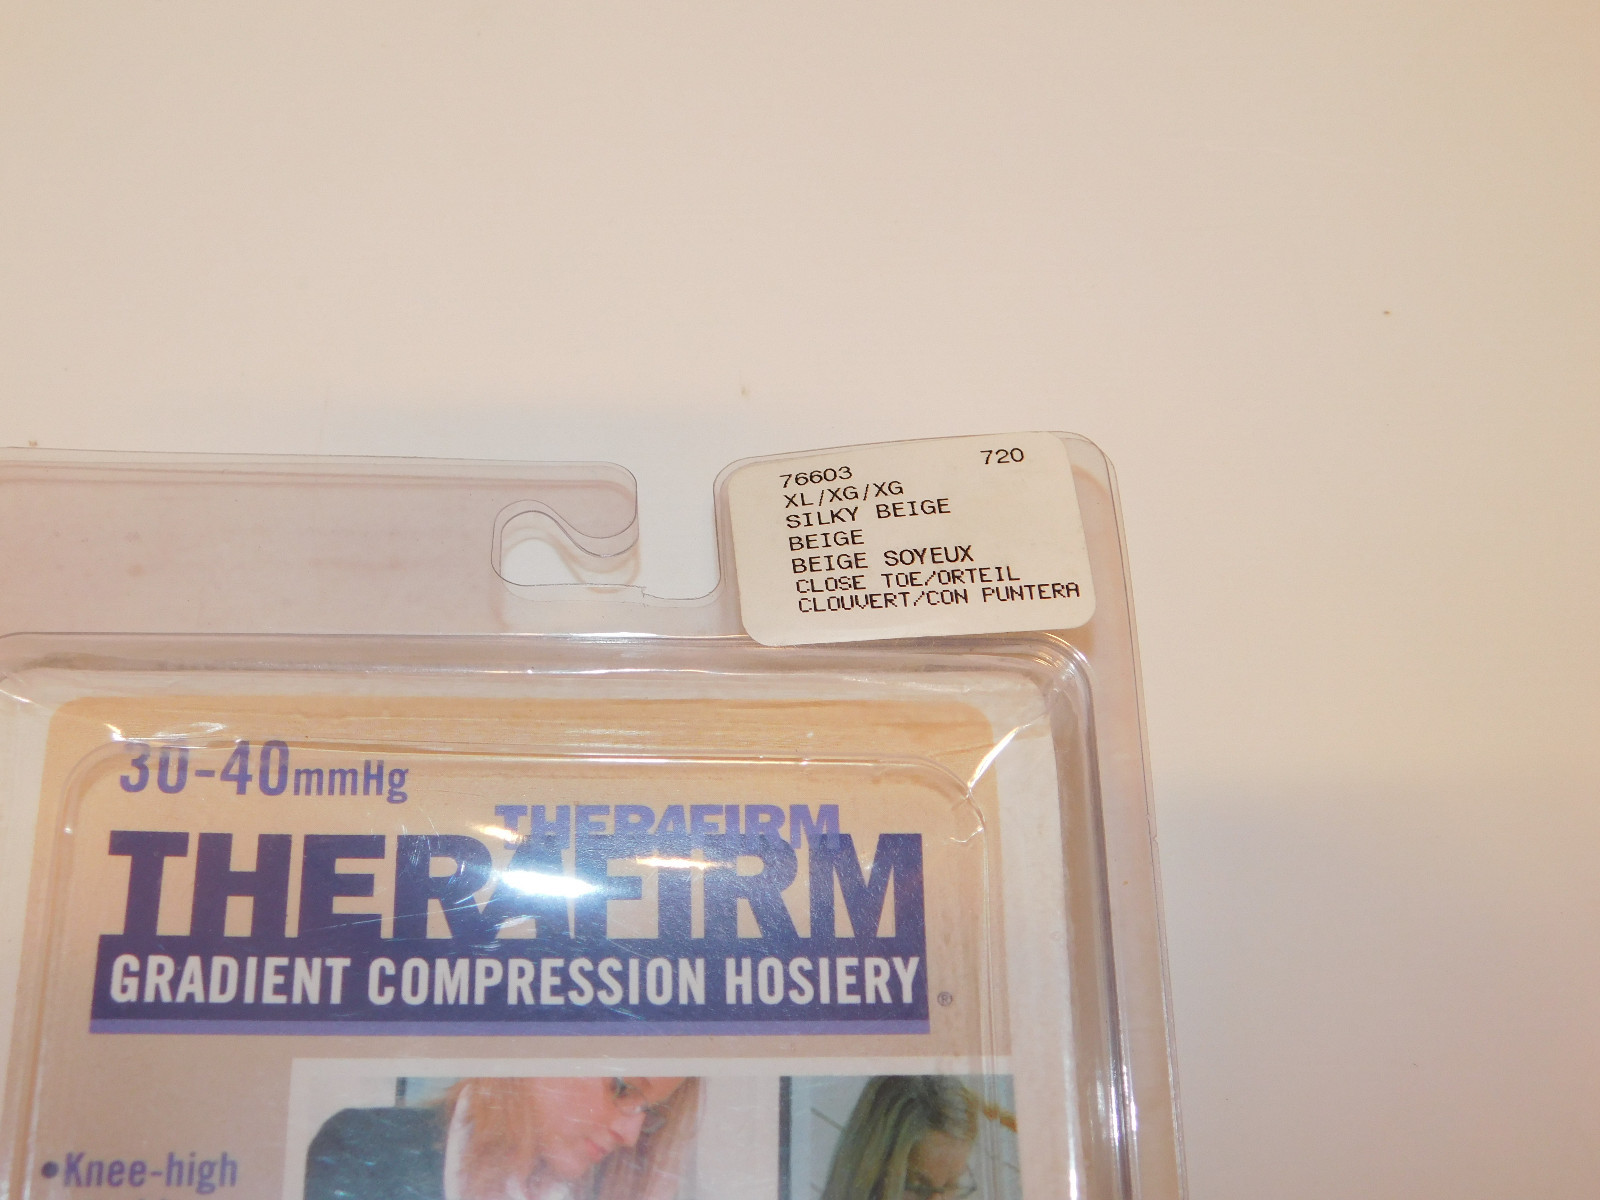 76603 720
XL/XG/XG
SILKY BEIGE
BEIGE
BEIGE SOYEUX
CLOSE TOE/ORTEIL
CLOUVERT/CON PUNTERA
30-40mmHg
THERAFIRM
THERAFIRM
GRADIENT COMPRESSION HOSIERY®
•Knee-high